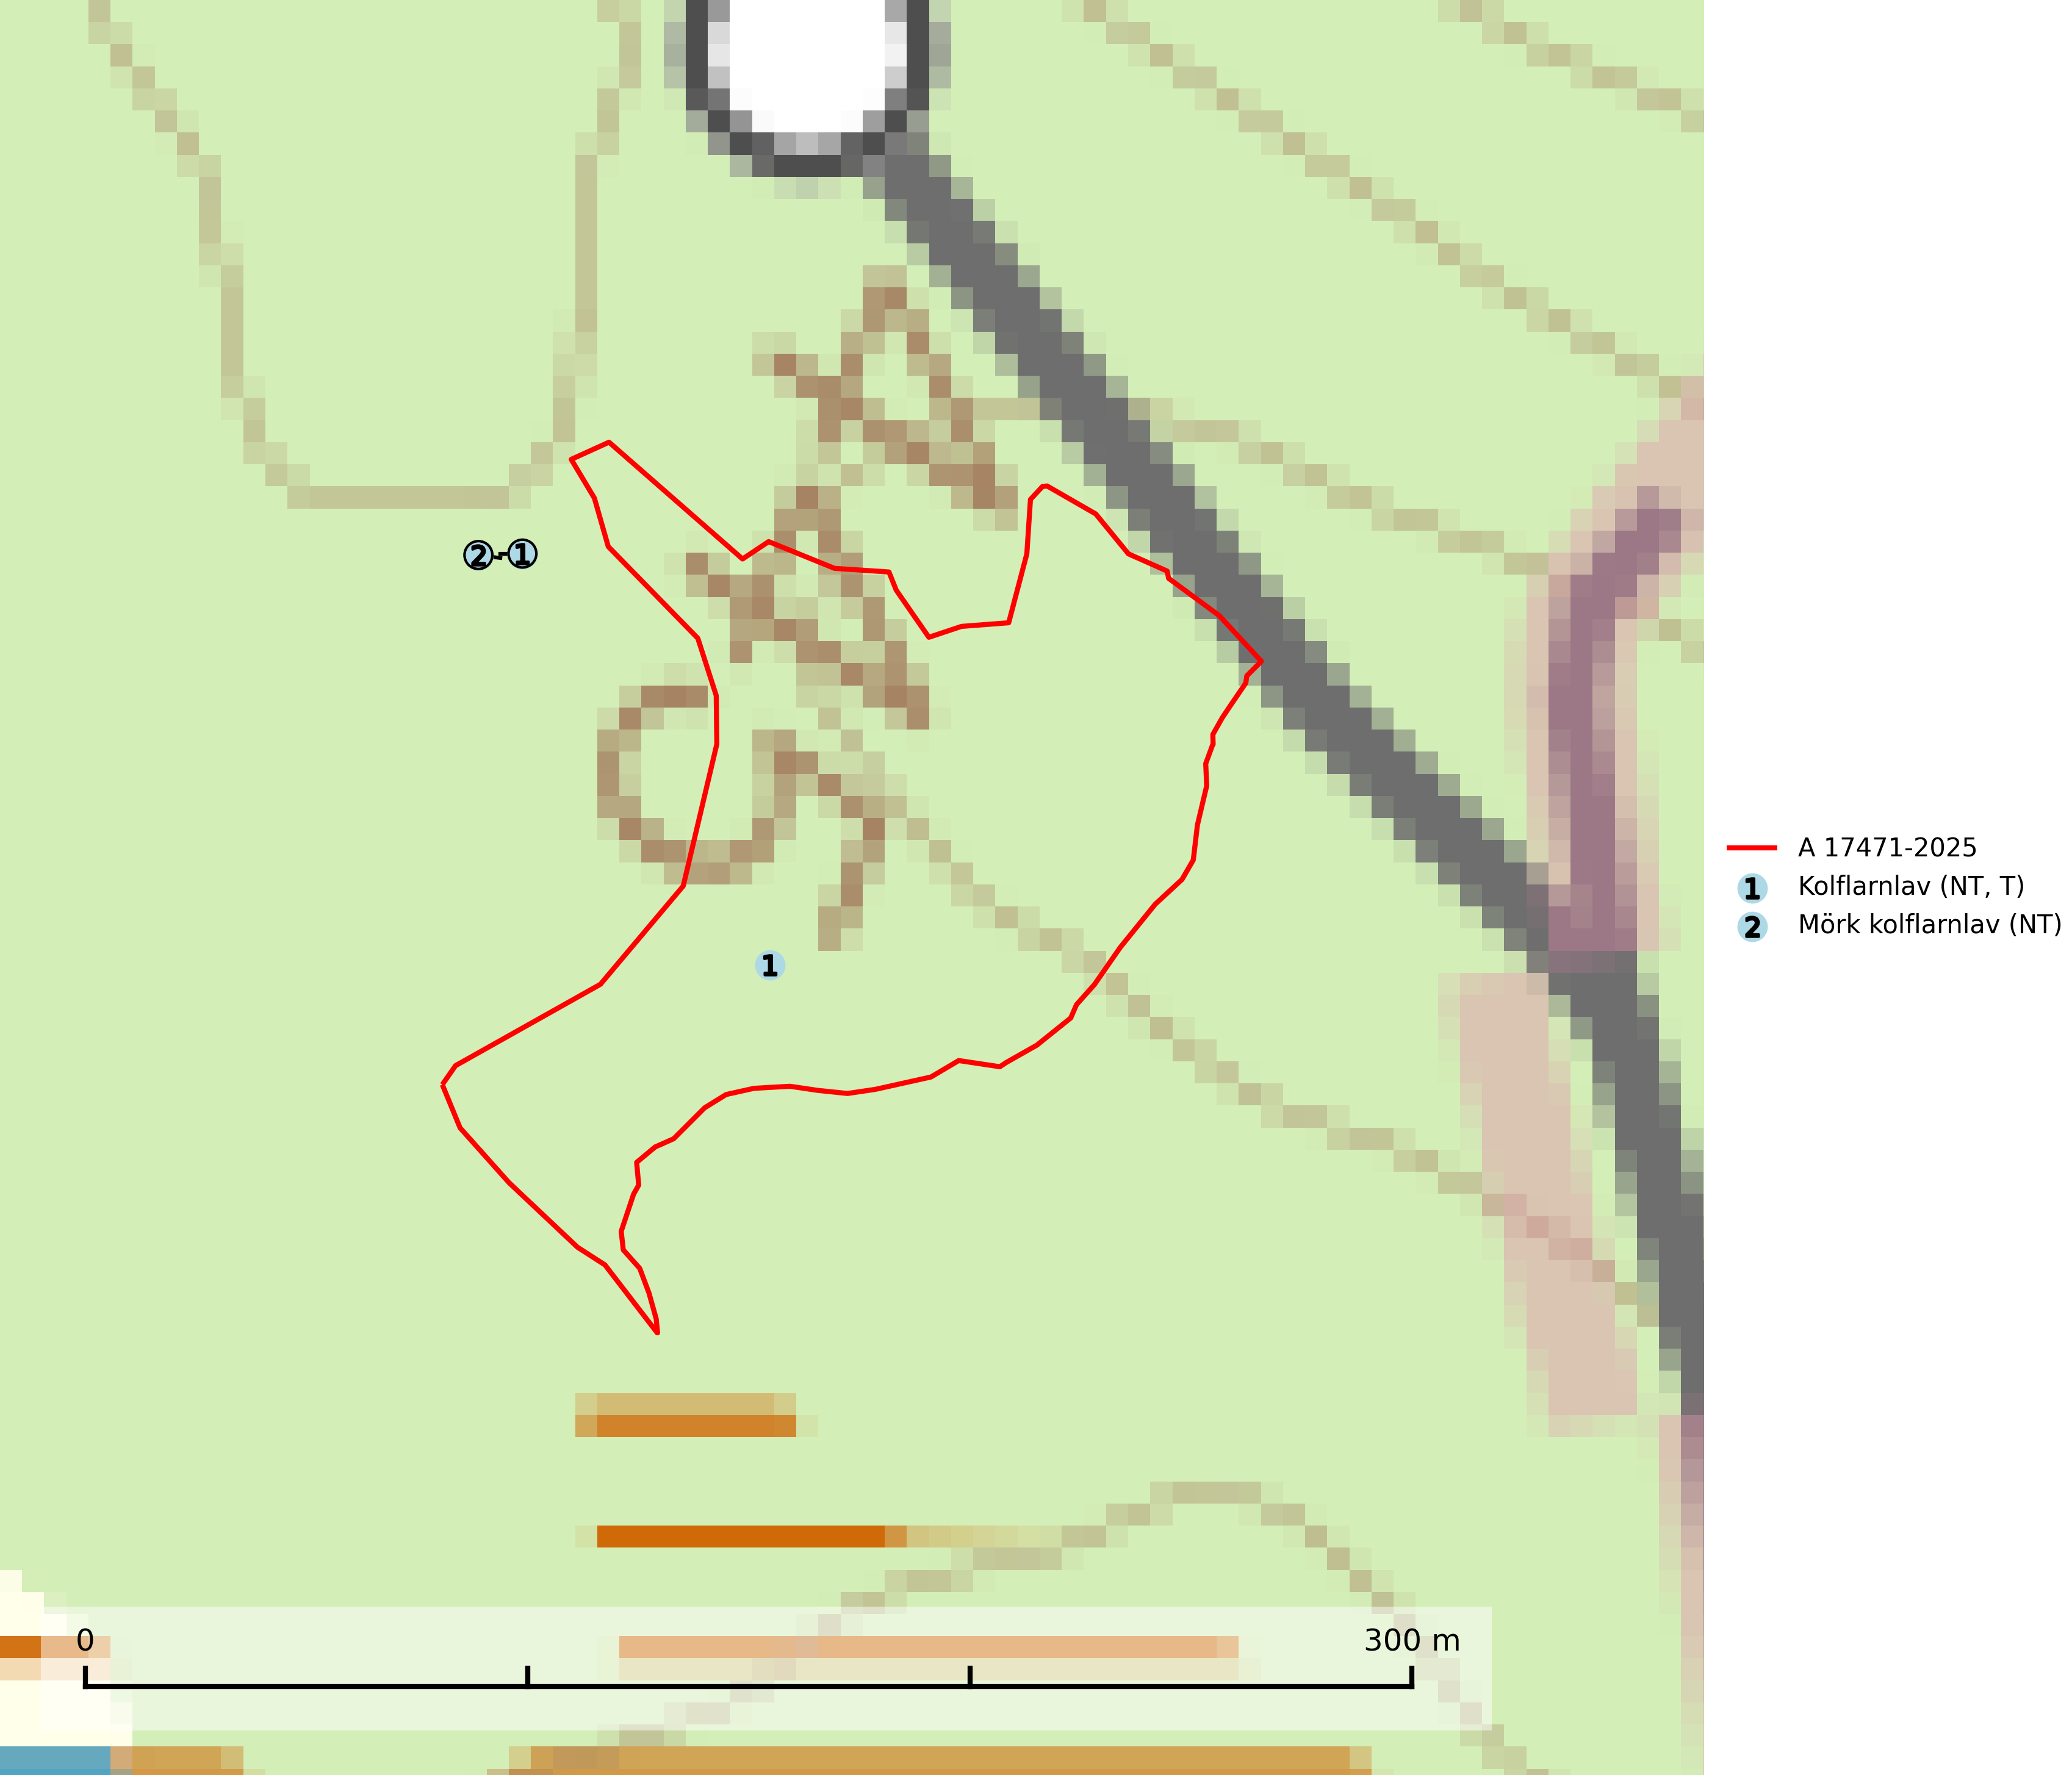 2 1
1
A 17471-2025
1 Kolflarnlav (NT, T)
2 Mörk kolflarnlav (NT)
0 300 m